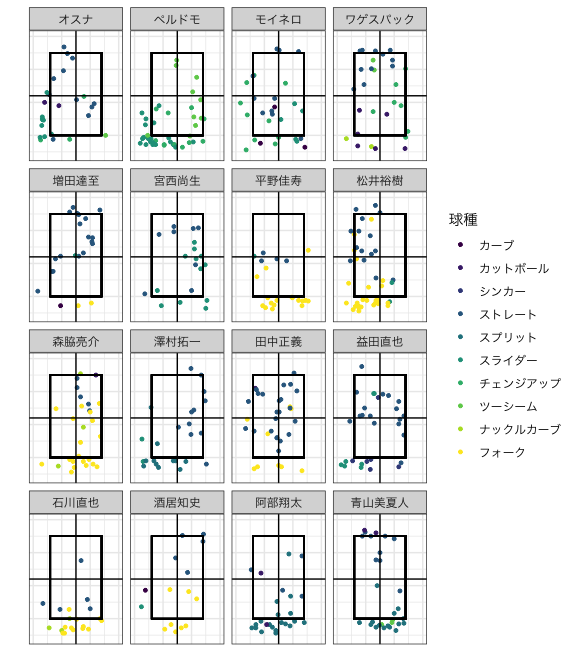 オスナ
ペルドモ
モイネロ
ワゲスパック
増田達至
宮西尚生
平野佳寿
松井裕樹
森脇亮介
澤村拓一
田中正義
益田直也
石川直也
酒居知史
阿部翔太
青山美夏人
球種
カーブ
カットボール
シンカー
ストレート
スプリット
スライダー
チェンジアップ
ツーシーム
ナックルカーブ
フォーク